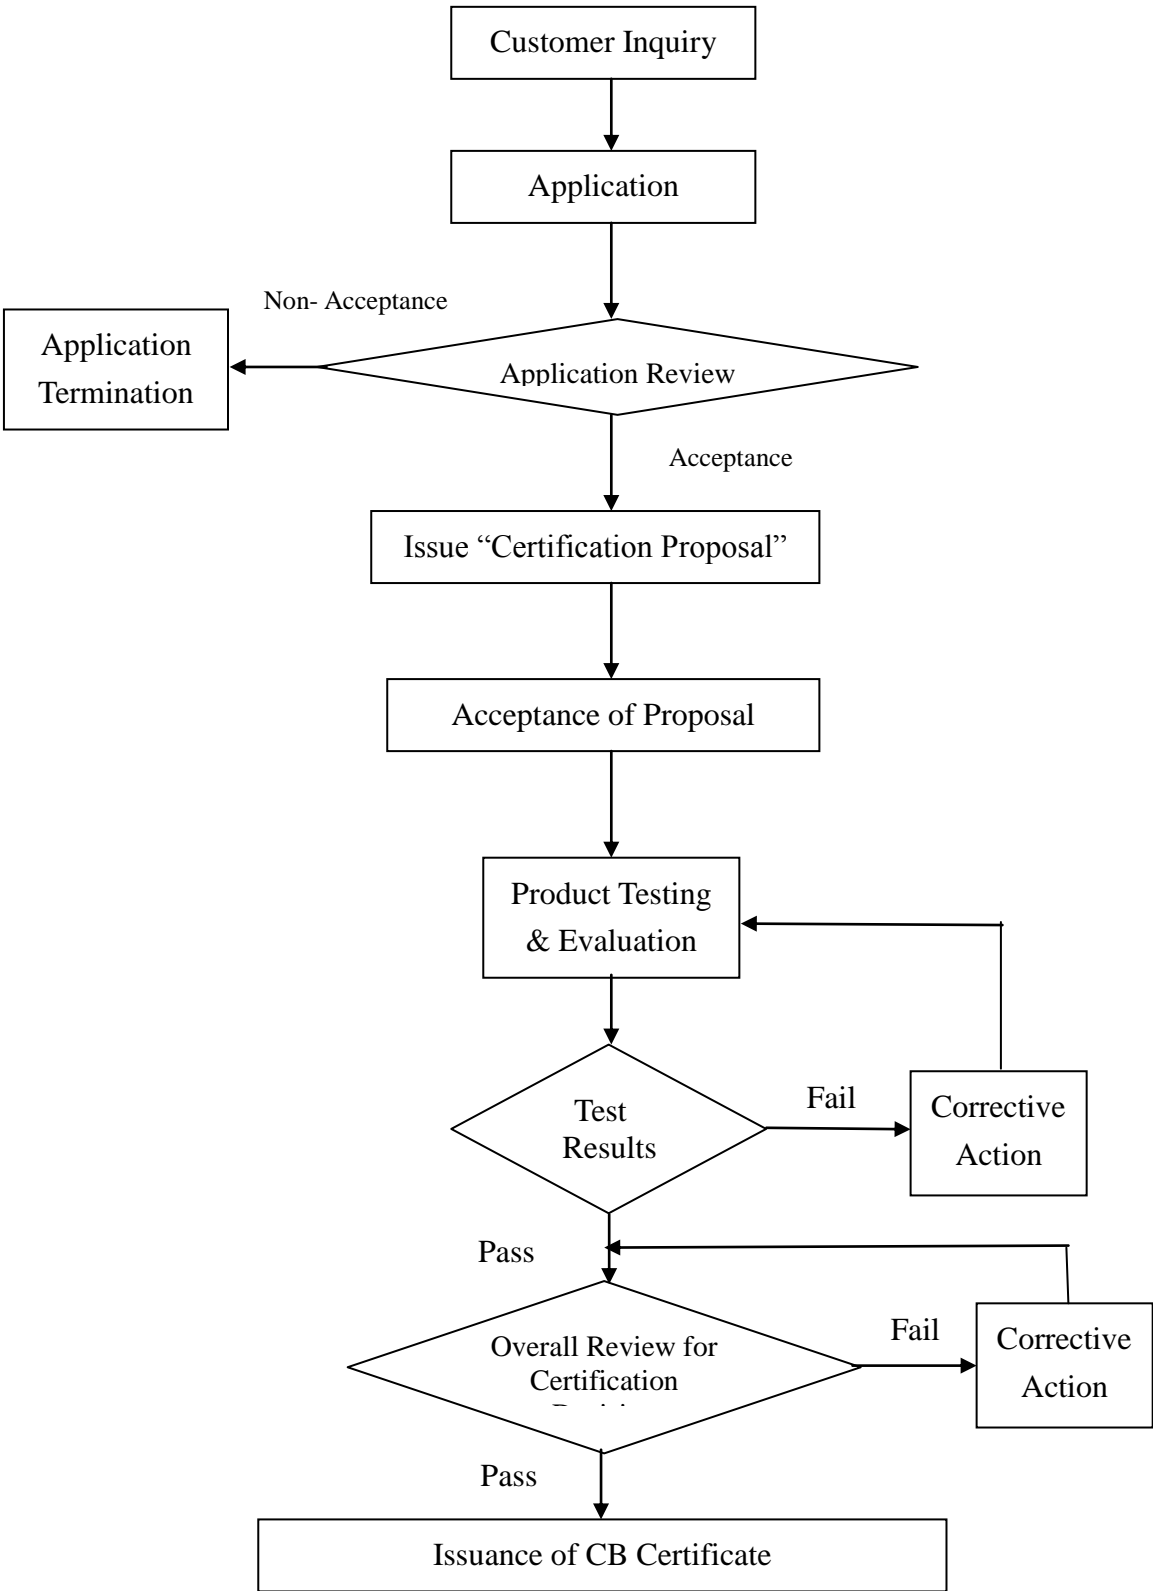 Customer Inquiry
Application
Non- Acceptance
Application
Termination
Application Review
Acceptance
Issue “Certification Proposal”
Acceptance of Proposal
Product Testing
& Evaluation
Test
Results
Fail
Corrective
Action
Pass
Overall Review for
Certification
Fail
Corrective
Action
Pass
Issuance of CB Certificate